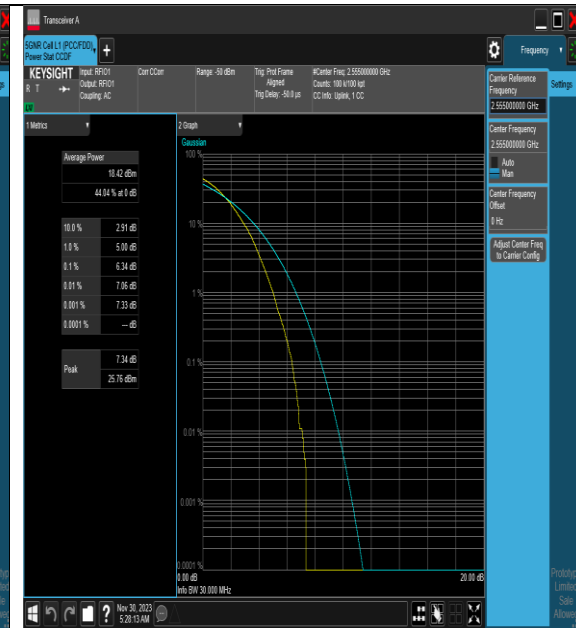 Transceiver A
5GNR Cell L1 (PCC/FDD),
Power Stat CCDF
Frequency
KEYSIGHT
R T
LW
Input: RFIO1
Output: RFIO1
Coupling: AC
Corr CCorr
Range: -50 dBm
Trig: Prot Frame
Aligned
Trig Delay: -50.0 µs
#Center Freq: 2.555000000 GHz
Counts: 100 k/100 kpt
CC Info: Uplink, 1 CC
Carrier Reference
Frequency
2.555000000 GHz
Settings
Center Frequency
2.555000000 GHz
Auto
Man
Center Frequency
Offset
0 Hz
Adjust Center Freq
to Carrier Config
1 Metrics
Average Power
18.42 dBm
44.04 % at 0 dB
10.0 % 2.91 dB
1.0 % 5.00 dB
0.1 % 6.34 dB
0.01 % 7.06 dB
0.001 % 7.33 dB
0.0001 % --- dB
Peak
7.34 dB
25.76 dBm
2 Graph
Gaussian
100 %
10 %
1 %
0.1 %
0.01 %
0.001 %
0.0001 %
0.00 dB
20.00 dB
Info BW 30.000 MHz
Nov 30, 2023
5:28:13 AM